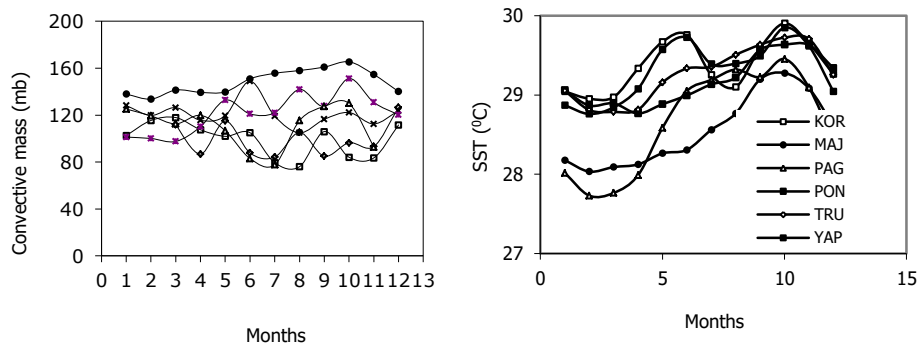 Convective mass (mb)
200
160
120
80
40
0
0 1 2 3 4 5 6 7 8 9 10 11 12 13
Months
SST (⁰C)
30
29
28
27
0 5 10 15
Months
KOR
MAJ
PAG
PON
TRU
YAP